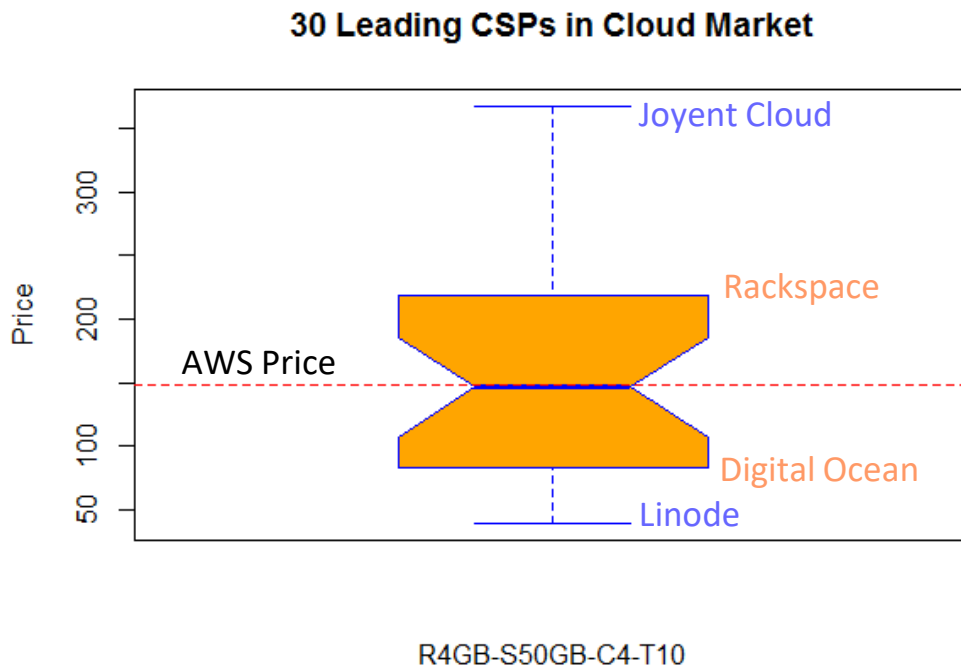 30 Leading CSPs in Cloud Market
Joyent Cloud
300
Rackspace
Price
200
AWS Price
100
Digital Ocean
50
Linode
R4GB-S50GB-C4-T10